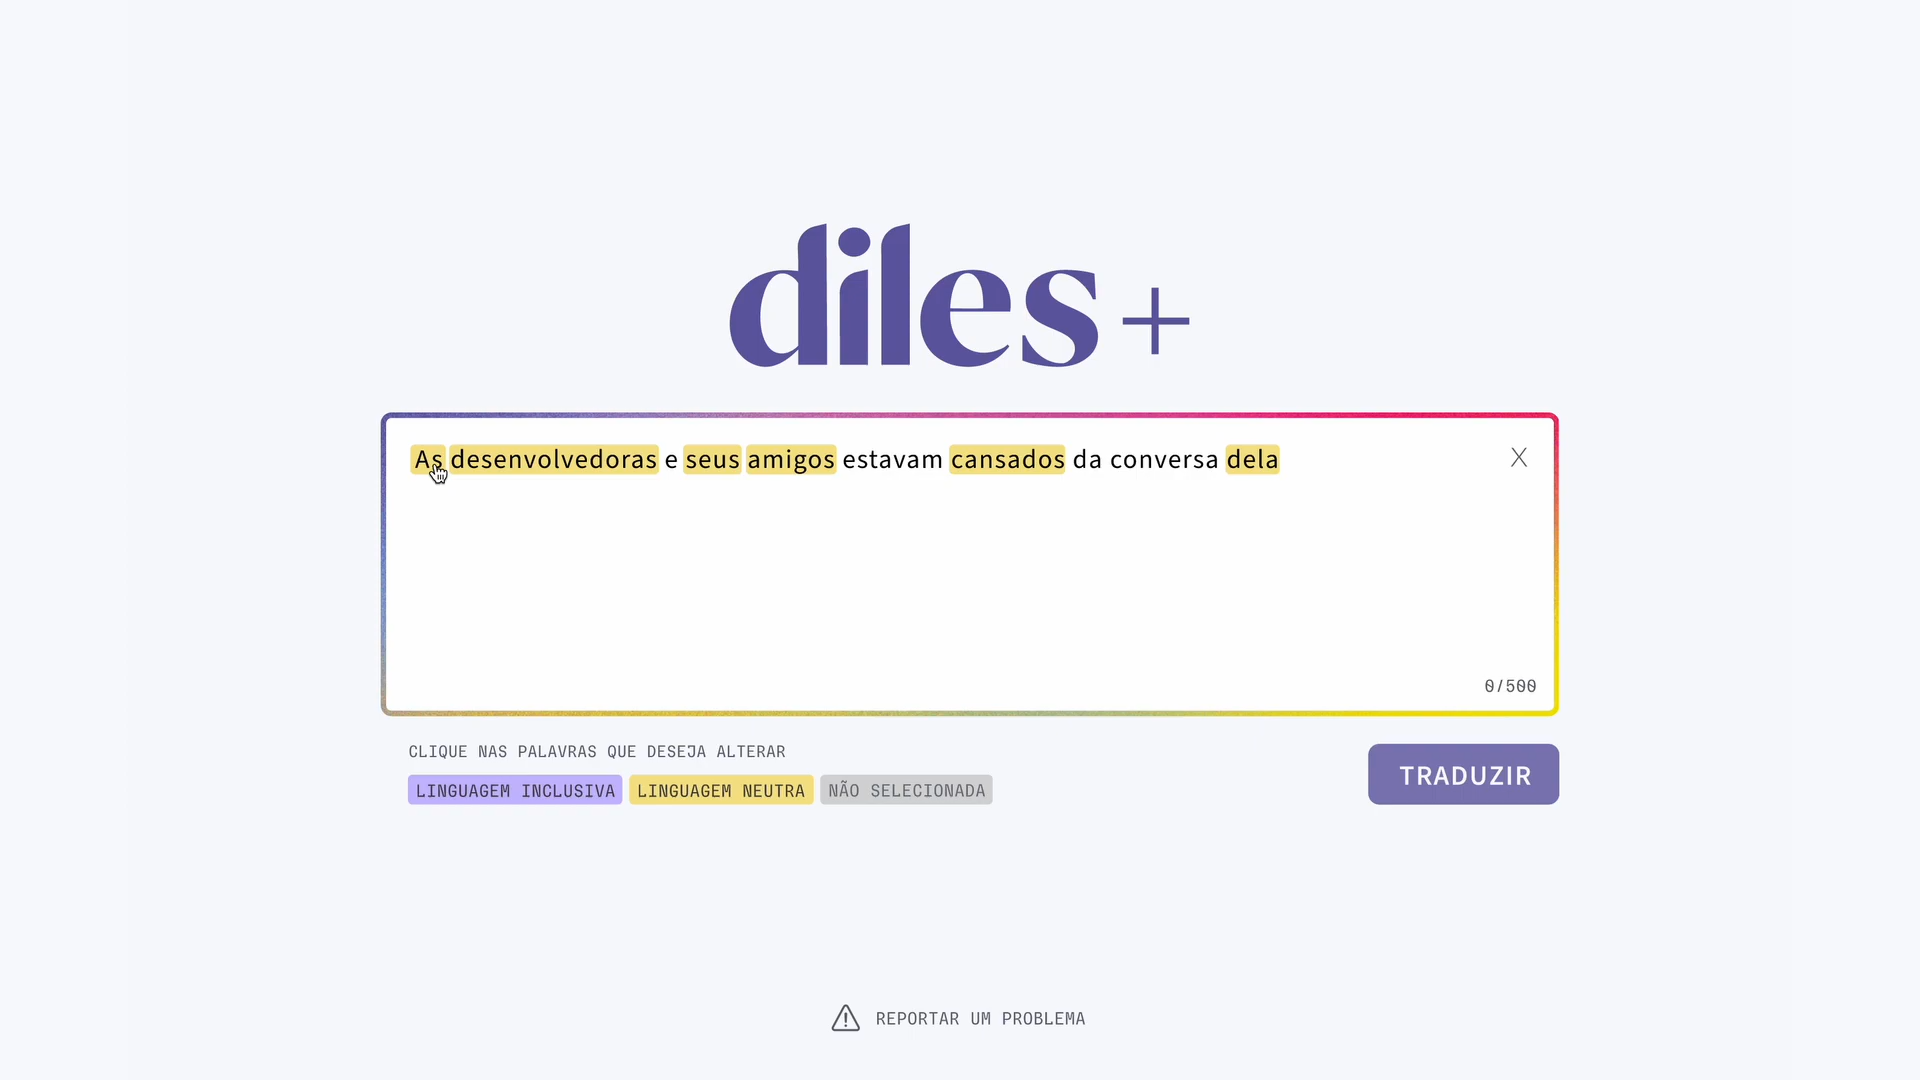 diles+
As desenvolvedoras e seus amigos estavam cansados da conversa dela
X
0/500
CLIQUE NAS PALAVRAS QUE DESEJA ALTERAR
LINGUAGEM INCLUSIVA LINGUAGEM NEUTRA NÃO SELECIONADA
TRADUZIR
REPORTAR UM PROBLEMA